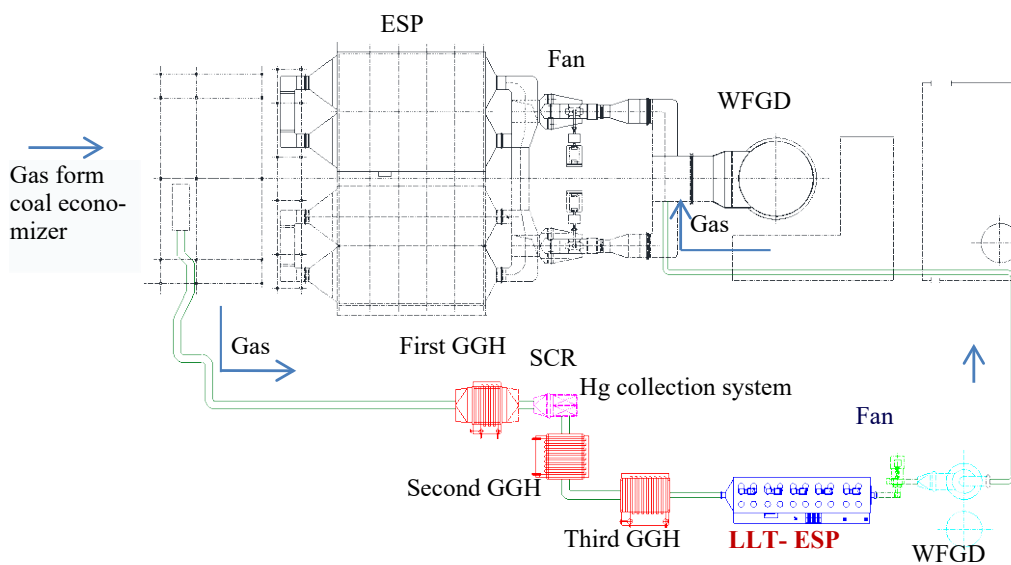 ESP
Fan
WFGD
Gas form
coal econo-
mizer
Gas
Gas
First GGH
SCR
Hg collection system
Fan
Second GGH
Third GGH
LLT- ESP
WFGD